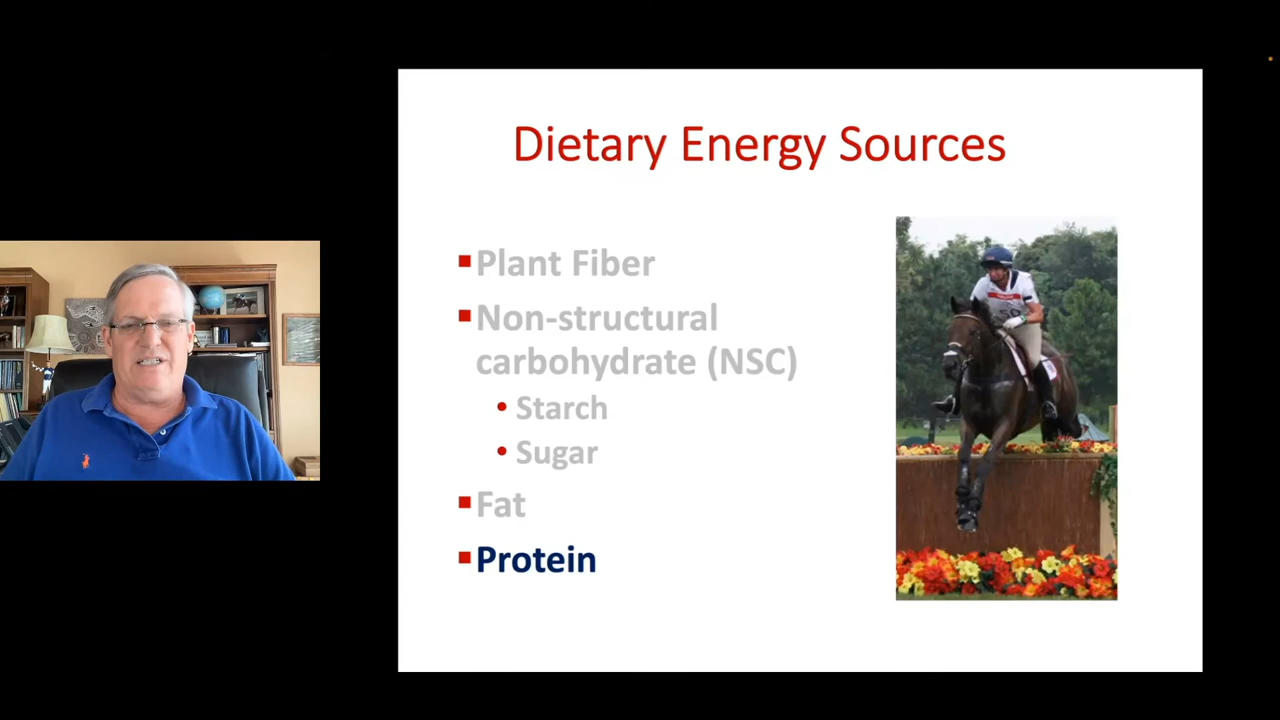 Dietary Energy Sources
Plant Fiber
Non-structural
carbohydrate (NSC)
Starch
Sugar
Fat
Protein